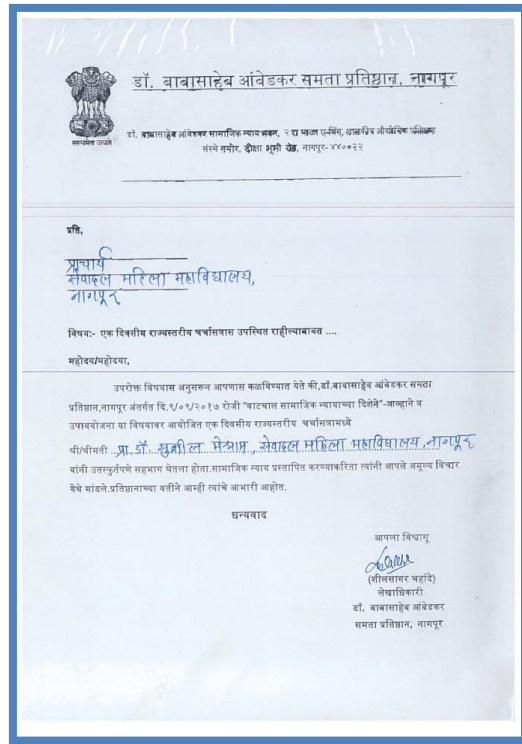 डॉ. बाबासाहेब आंबेडकर समता प्रतिष्ठान, नागपूर
सत्यमेव जयते
डॉ. बाबासाहेब आंबेडकर सामाजिक न्याय भवन, २ रा माळा ए-विंग, शासकीय औद्योगिक प्रशिक्षण
संस्थे समोर, दीक्षा भूमी रोड, नागपूर-४४००२२
प्रति,
प्राचार्य
सेवादल महिला महाविद्यालय,
नागपूर
विषय:- एक दिवसीय राज्यस्तरीय चर्चासत्रास उपस्थित राहील्याबाबत ....
महोदय/महोदया,
उपरोक्त विषयास अनुसरून आपणास कळविण्यात येते की,डॉ.बाबासाहेब आंबेडकर समता
प्रतिष्ठान,नागपूर अंतर्गत दि.९/०९/२०१७ रोजी "वाटचाल सामाजिक न्यायाच्या दिशेने"-आव्हाने व
उपाययोजना या विषयावर आयोजित एक दिवसीय राज्यस्तरीय चर्चासत्रामध्ये
श्री/श्रीमती ..प्रा.डॉ. सुनील मेश्राम, सेवादल महिला महाविद्यालय, नागपूर
यांनी उतस्फुर्तपणे सहभाग घेतला होता.सामाजिक न्याय प्रस्तापित करण्याकरिता त्यांनी आपले अमूल्य विचार
येथे मांडले.प्रतिष्ठानाच्या वतीने आम्ही त्यांचे आभारी आहोत.
धन्यवाद
आपला विश्वासू
(शीलसागर चहांदे)
लेखाधिकारी
डॉ. बाबासाहेब आंबेडकर
समता प्रतिष्ठान, नागपूर